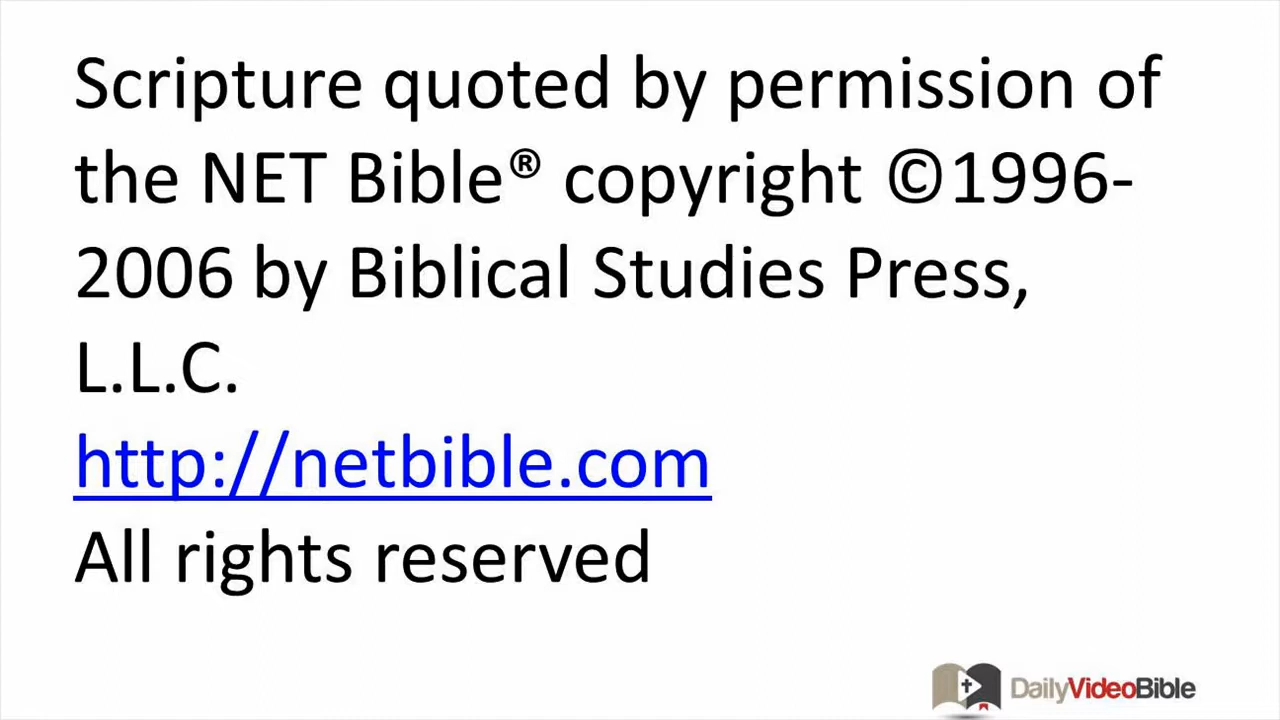 Scripture quoted by permission of
the NET Bible® copyright ©1996-
2006 by Biblical Studies Press,
L.L.C.
http://netbible.com
All rights reserved
DailyVideoBible